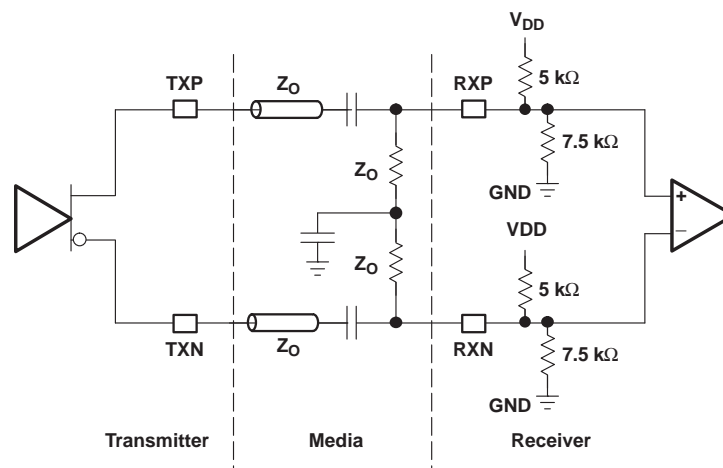 V_DD
TXP
Z_O
RXP
5 kΩ
7.5 kΩ
Z_O
GND
+
VDD
–
Z_O
5 kΩ
TXN
Z_O
RXN
7.5 kΩ
GND
Transmitter
Media
Receiver